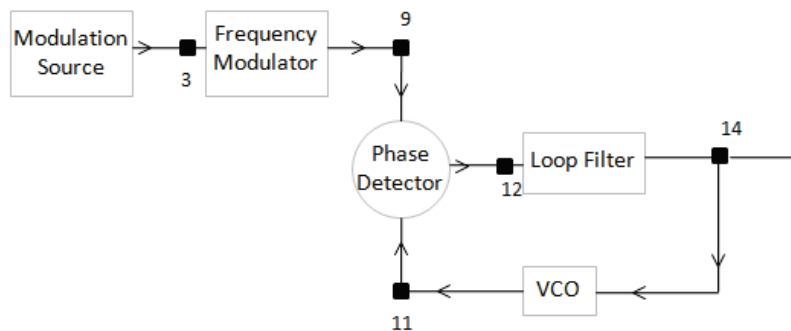 Modulation
Source
3
Frequency
Modulator
9
Phase
Detector
12
Loop Filter
14
VCO
11